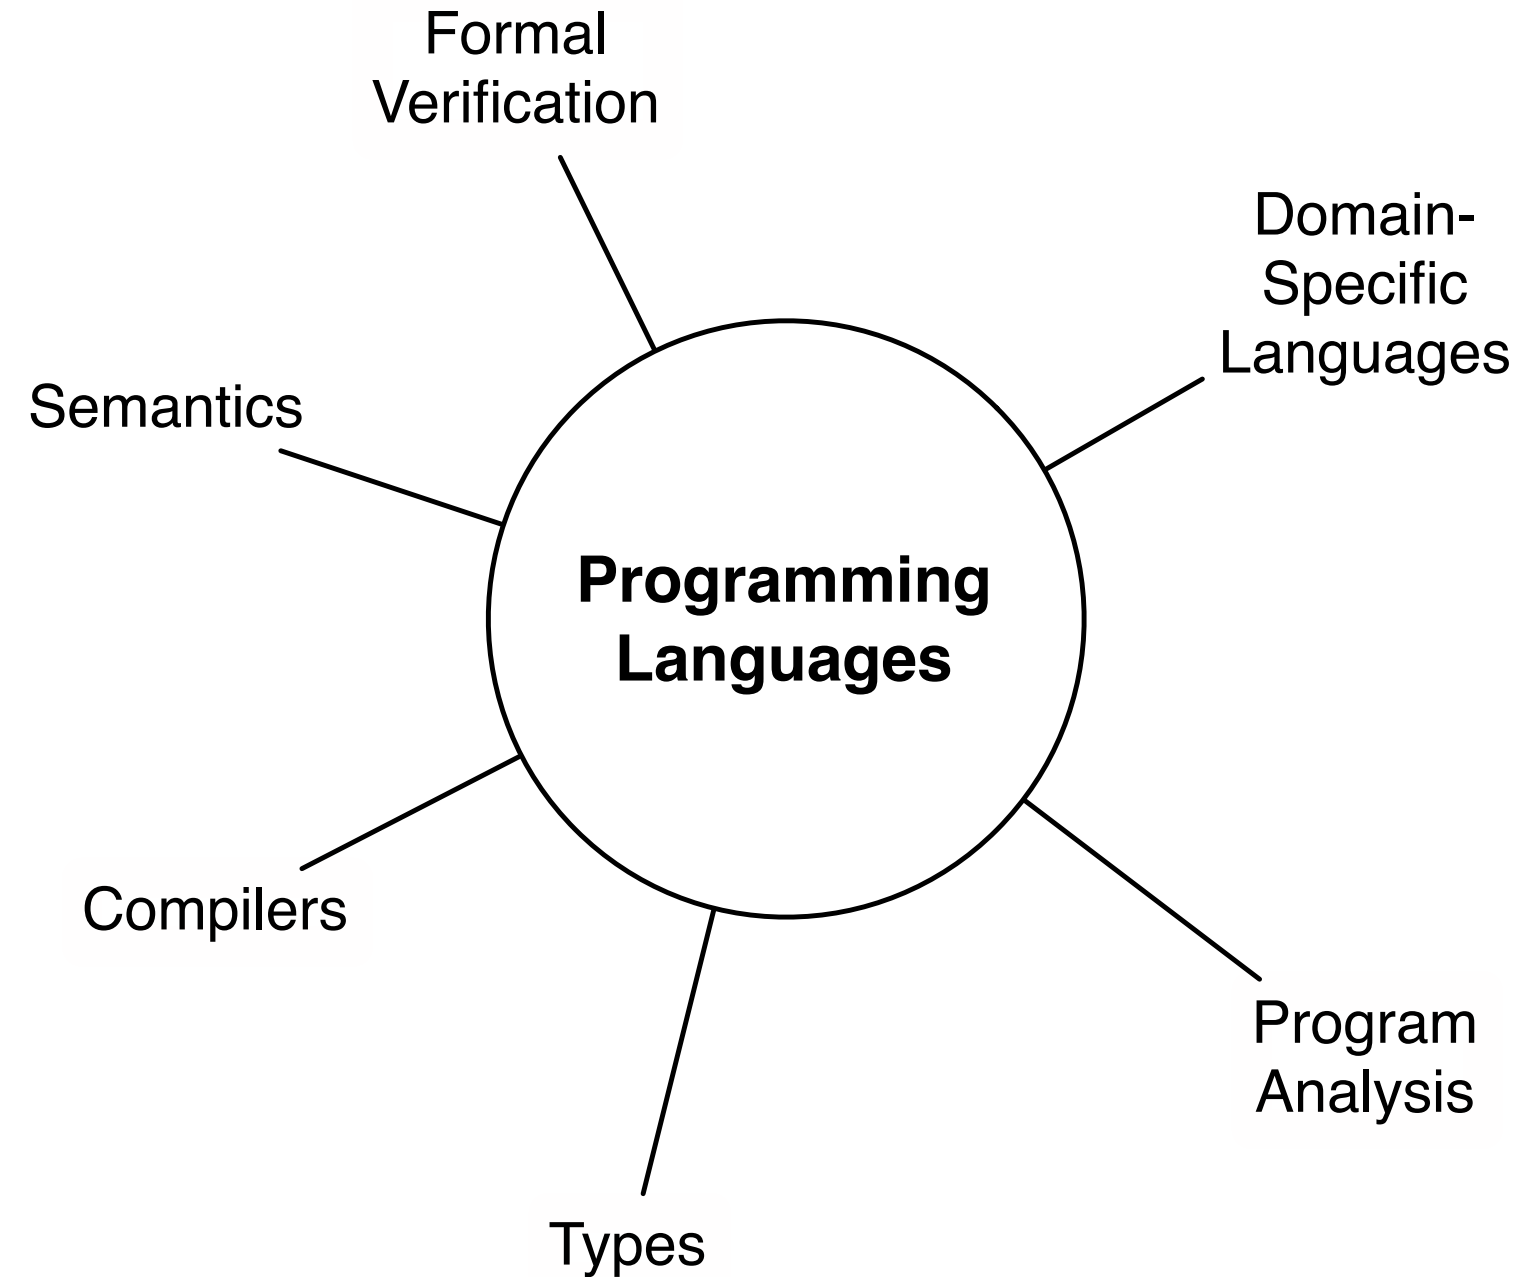 Formal
Verification
Domain-
Specific
Languages
Semantics
Programming
Languages
Compilers
Program
Analysis
Types